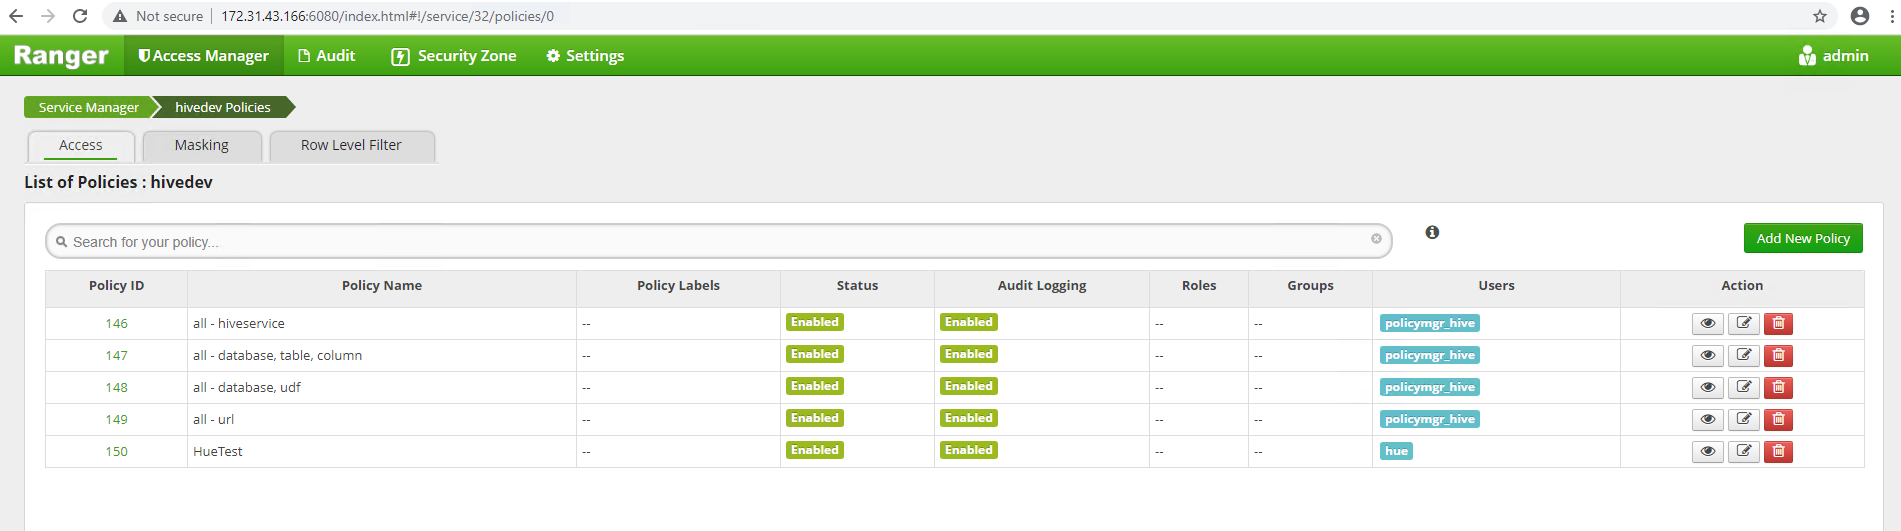 Not secure | 172.31.43.166:6080/index.html#!/service/32/policies/0
Ranger Access Manager Audit Security Zone Settings admin
Service Manager hivedev Policies
Access Masking Row Level Filter
List of Policies : hivedev
Search for your policy... Add New Policy
Policy ID Policy Name Policy Labels Status Audit Logging Roles Groups Users Action
146 all - hiveservice -- Enabled Enabled -- -- policymgr_hive
147 all - database, table, column -- Enabled Enabled -- -- policymgr_hive
148 all - database, udf -- Enabled Enabled -- -- policymgr_hive
149 all - url -- Enabled Enabled -- -- policymgr_hive
150 HueTest -- Enabled Enabled -- -- hue